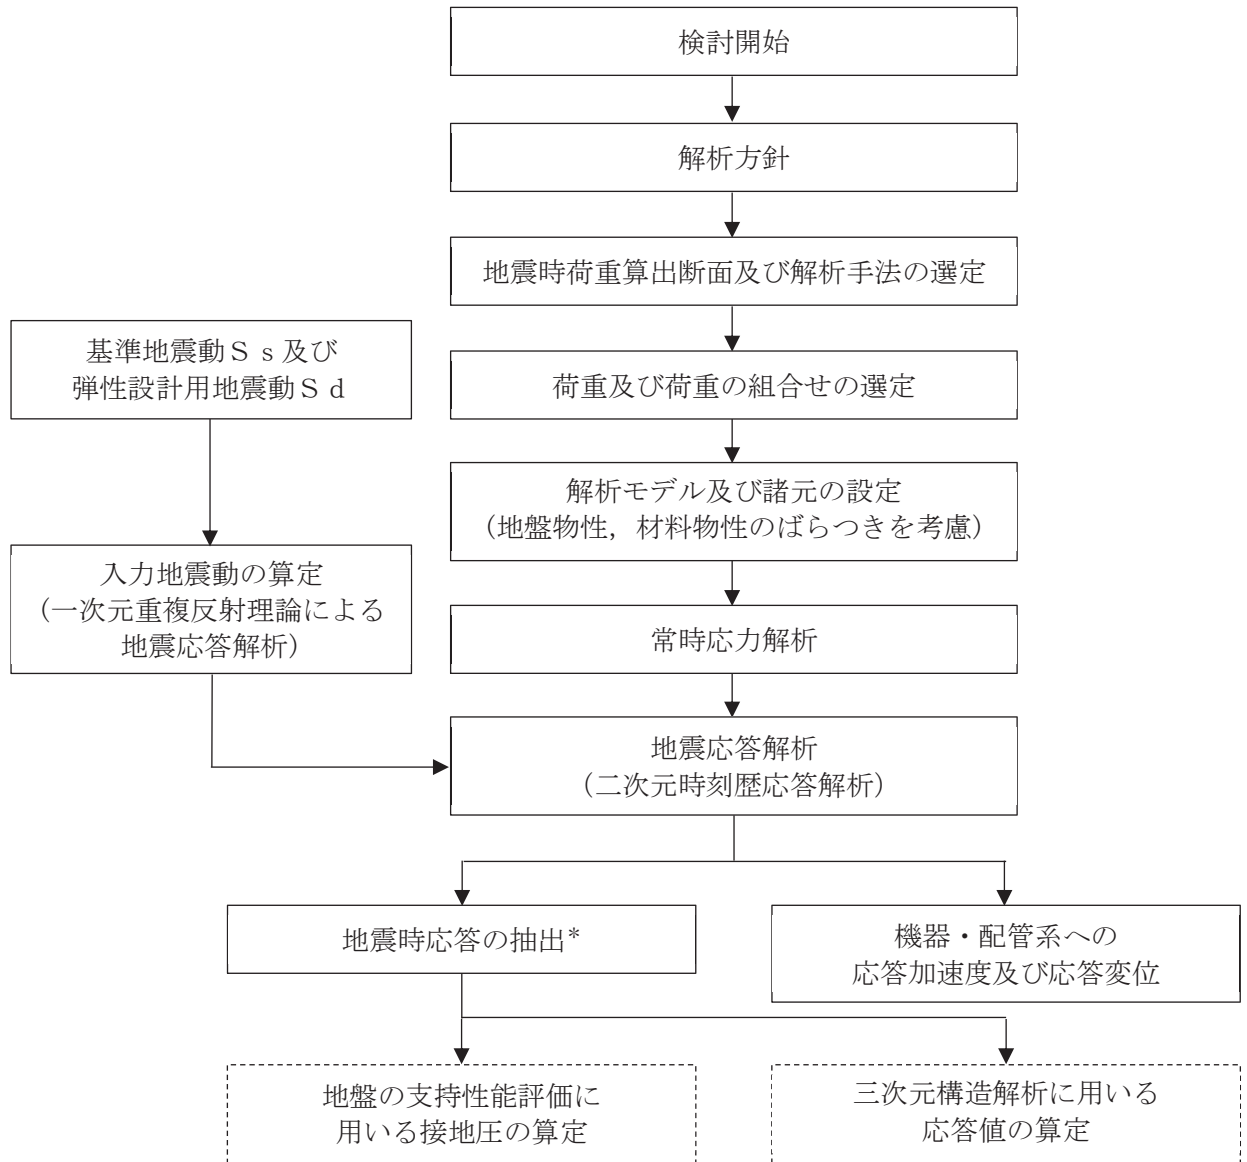 検討開始
解析方針
地震時荷重算出断面及び解析手法の選定
基準地震動Ｓｓ及び
弾性設計用地震動Ｓｄ
荷重及び荷重の組合せの選定
解析モデル及び諸元の設定
（地盤物性，材料物性のばらつきを考慮）
入力地震動の算定
（一次元重複反射理論による
地震応答解析）
常時応力解析
地震応答解析
（二次元時刻歴応答解析）
地震時応答の抽出*
機器・配管系への
応答加速度及び応答変位
地盤の支持性能評価に
用いる接地圧の算定
三次元構造解析に用いる
応答値の算定